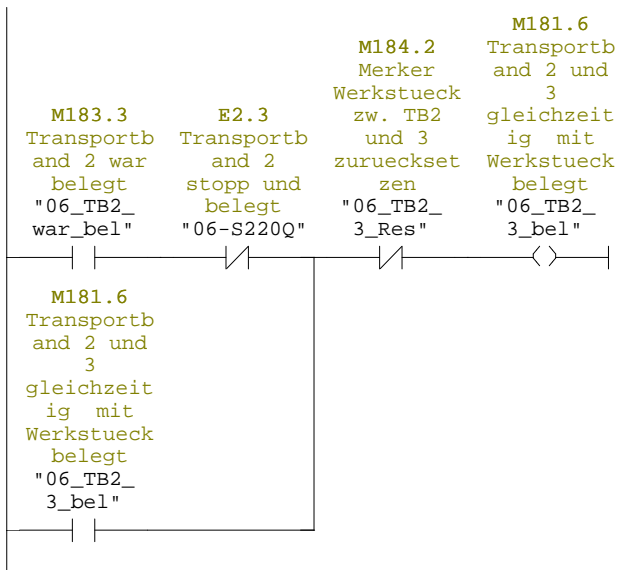 M183.3
Transportb
and 2 war
belegt
"06_TB2_
war_bel"
E2.3
Transportb
and 2
stopp und
belegt
"06-S220Q"
M184.2
Merker
Werkstueck
zw. TB2
und 3
zurueckset
zen
"06_TB2_
3_Res"
M181.6
Transportb
and 2 und
3
gleichzeit
ig mit
Werkstueck
belegt
"06_TB2_
3_bel"
M181.6
Transportb
and 2 und
3
gleichzeit
ig mit
Werkstueck
belegt
"06_TB2_
3_bel"